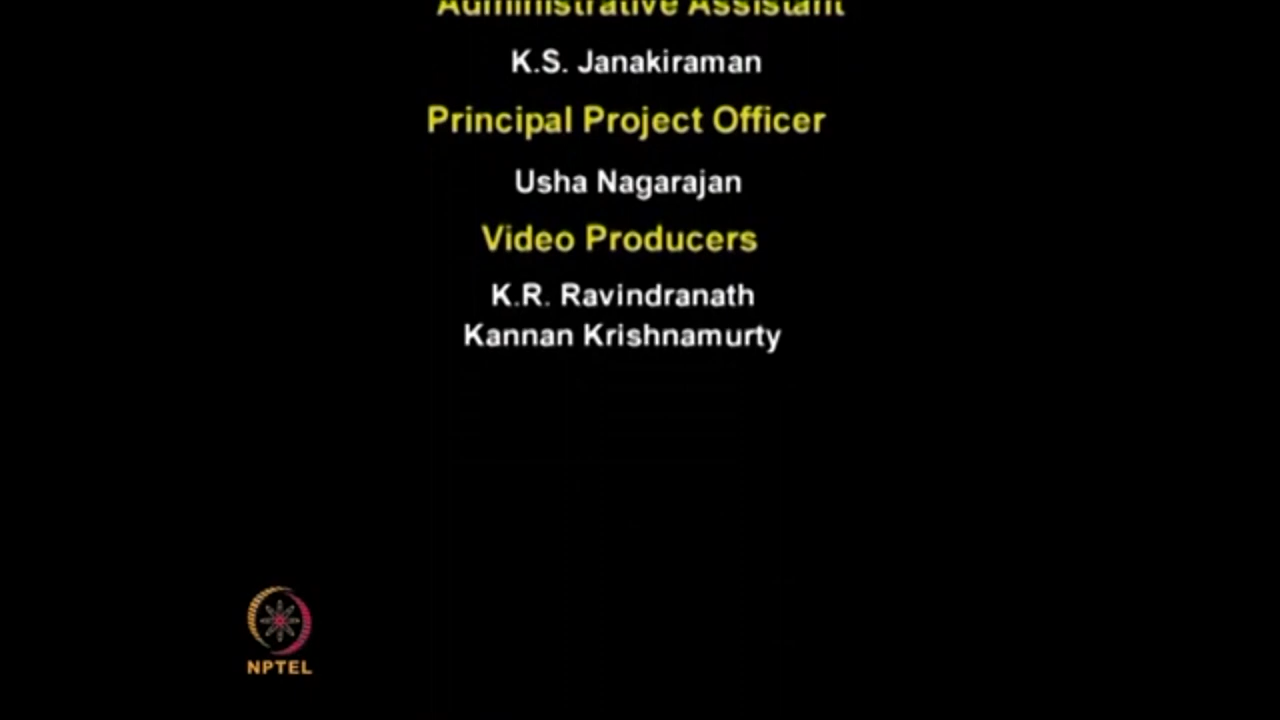 Administrative Assistant
K.S. Janakiraman
Principal Project Officer
Usha Nagarajan
Video Producers
K.R. Ravindranath
Kannan Krishnamurty
NPTEL